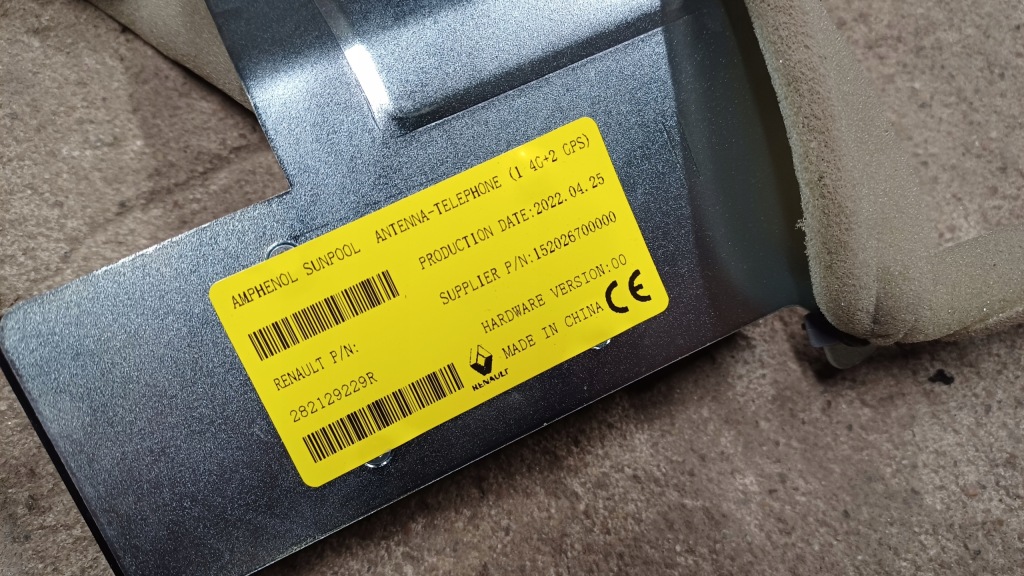 AMPHENOL SUNPOOL ANTENNA-TELEPHONE (1 4G+2 GPS)
PRODUCTION DATE:2022.04.25
SUPPLIER P/N:152026700000
RENAULT P/N:
HARDWARE VERSION:00
282129229R
RENAULT
MADE IN CHINA CE